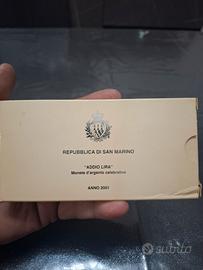 REPUBBLICA DI SAN MARINO
"ADDIO LIRA"
Monete d'argento celebrative
ANNO 2001
subito